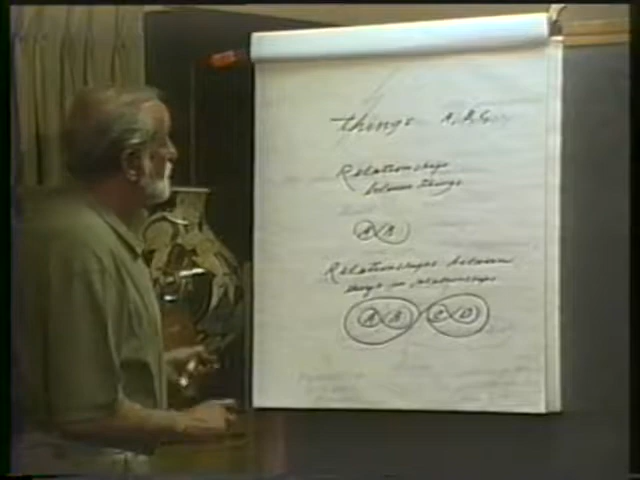 things A, B, C,
Relationships
between things
A B
Relationships between
things in relationships
A B C D